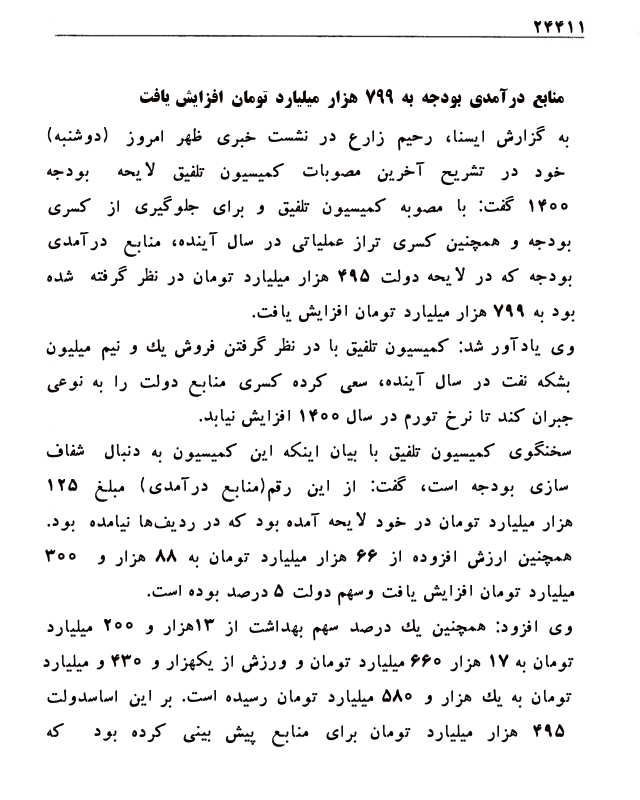 ۲۴۴۱۱
منابع درآمدی بودجه به ۷۹۹ هزار میلیارد تومان افزایش یافت
به گزارش ایسنا، رحیم زارع در نشست خبری ظهر امروز (دوشنبه)
خود در تشریح آخرین مصوبات کمیسیون تلفیق لایحه بودجه
۱۴۰۰ گفت: با مصوبه کمیسیون تلفیق و برای جلوگیری از کسری
بودجه و همچنین کسری تراز عملیاتی در سال آینده، منابع درآمدی
بودجه که در لایحه دولت ۴۹۵ هزار میلیارد تومان در نظر گرفته شده
بود به ۷۹۹ هزار میلیارد تومان افزایش یافت.
وی یادآور شد: کمیسیون تلفیق با در نظر گرفتن فروش یك و نیم میلیون
بشکه نفت در سال آینده، سعی کرده کسری منابع دولت را به نوعی
جبران کند تا نرخ تورم در سال ۱۴۰۰ افزایش نیابد.
سخنگوی کمیسیون تلفیق با بیان اینکه این کمیسیون به دنبال شفاف
سازی بودجه است، گفت: از این رقم(منابع درآمدی) مبلغ ۱۲۵
هزار میلیارد تومان در خود لایحه آمده بود که در ردیف‌ها نیامده بود.
همچنین ارزش افزوده از ۶۶ هزار میلیارد تومان به ۸۸ هزار و ۳۰۰
میلیارد تومان افزایش یافت وسهم دولت ۵ درصد بوده است.
وی افزود: همچنین یك درصد سهم بهداشت از ۱۳هزار و ۲۰۰ میلیارد
تومان به ۱۷ هزار ۶۶۰ میلیارد تومان و ورزش از یکهزار و ۴۳۰ و میلیارد
تومان به یك هزار و ۵۸۰ میلیارد تومان رسیده است. بر این اساسدولت
۴۹۵ هزار میلیارد تومان برای منابع پیش بینی کرده بود که